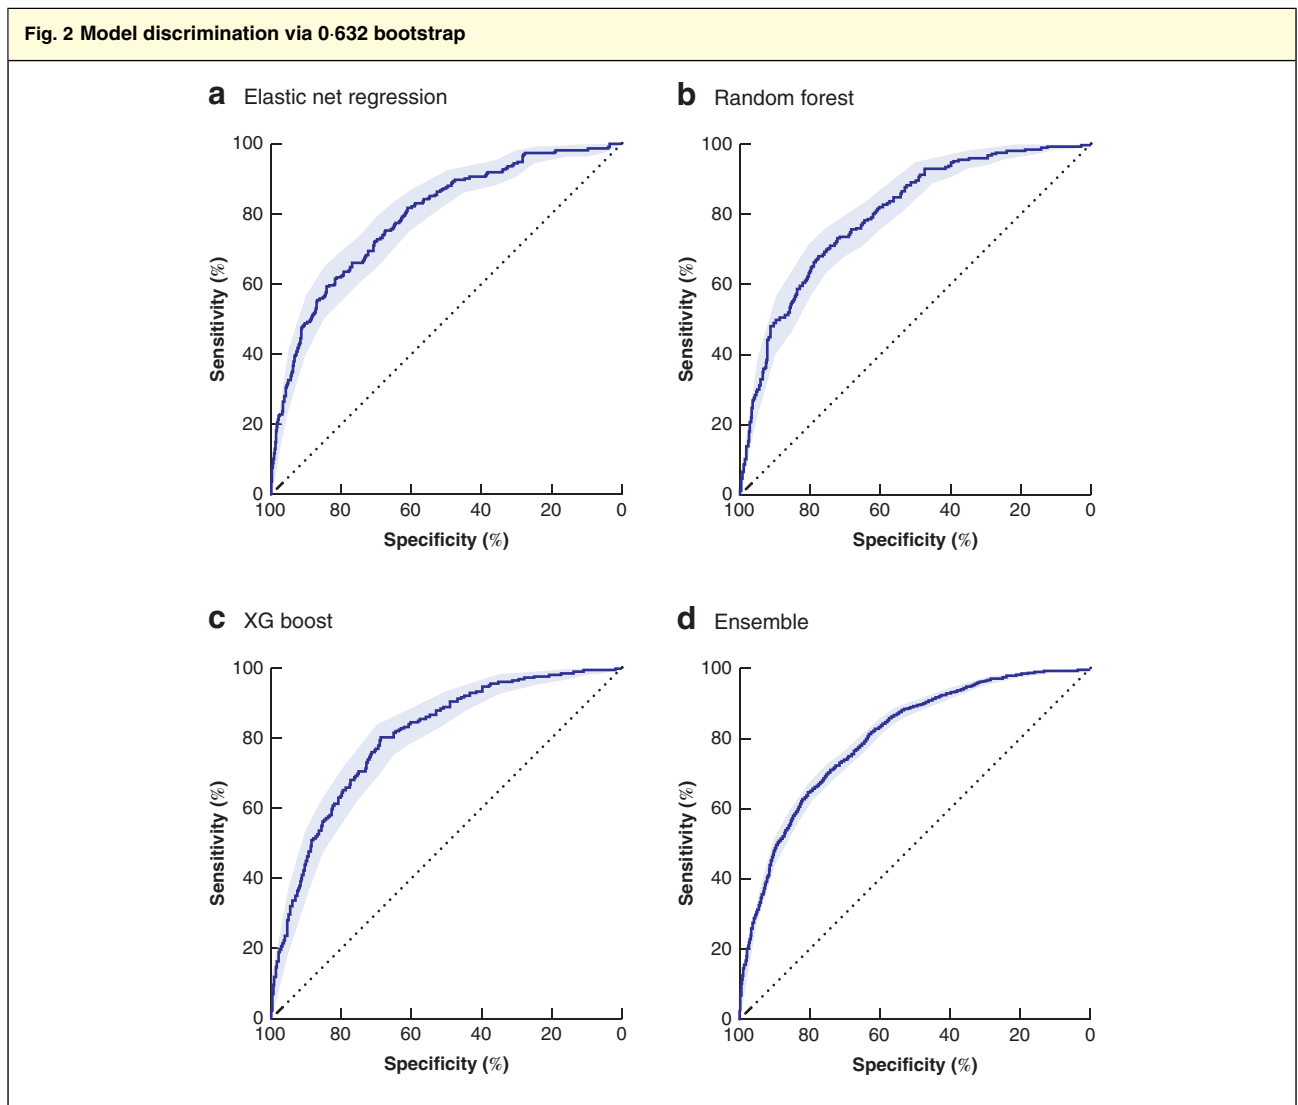 Fig. 2 Model discrimination via 0·632 bootstrap
a Elastic net regression
100
80
60
40
20
0
Sensitivity (%)
100 80 60 40 20 0
Specificity (%)
b Random forest
100
80
60
40
20
0
Sensitivity (%)
100 80 60 40 20 0
Specificity (%)
c XG boost
100
80
60
40
20
0
Sensitivity (%)
100 80 60 40 20 0
Specificity (%)
d Ensemble
100
80
60
40
20
0
Sensitivity (%)
100 80 60 40 20 0
Specificity (%)